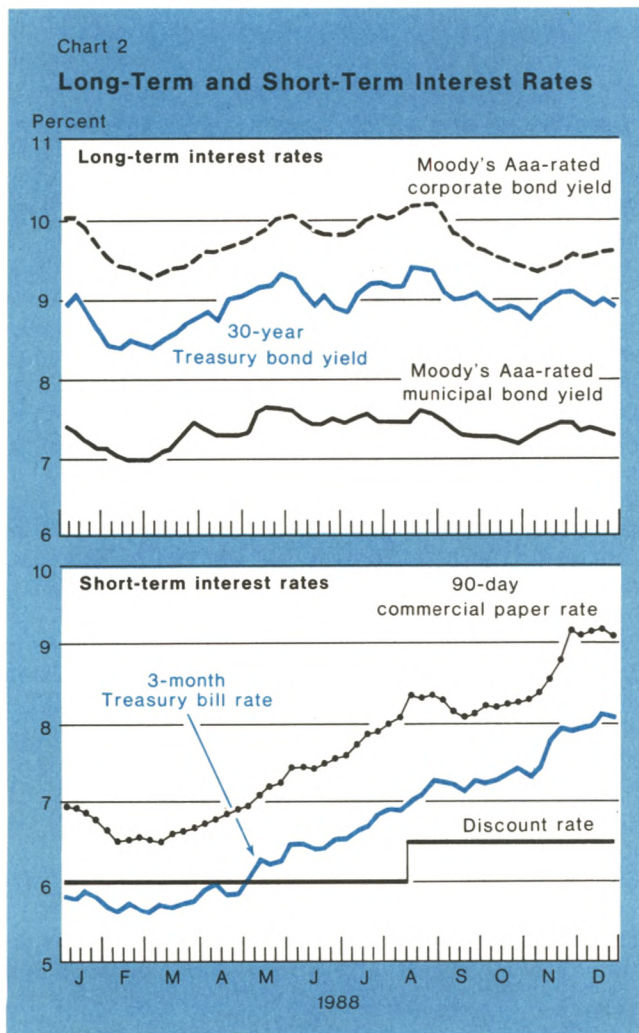 Chart 2
Long-Term and Short-Term Interest Rates
Percent
11
Long-term interest rates
Moody's Aaa-rated
corporate bond yield
10
9
30-year
Treasury bond yield
8
Moody's Aaa-rated
municipal bond yield
7
6
10
Short-term interest rates
90-day
commercial paper rate
9
3-month
Treasury bill rate
8
7
Discount rate
6
5
J F M A M J J A S O N D
1988